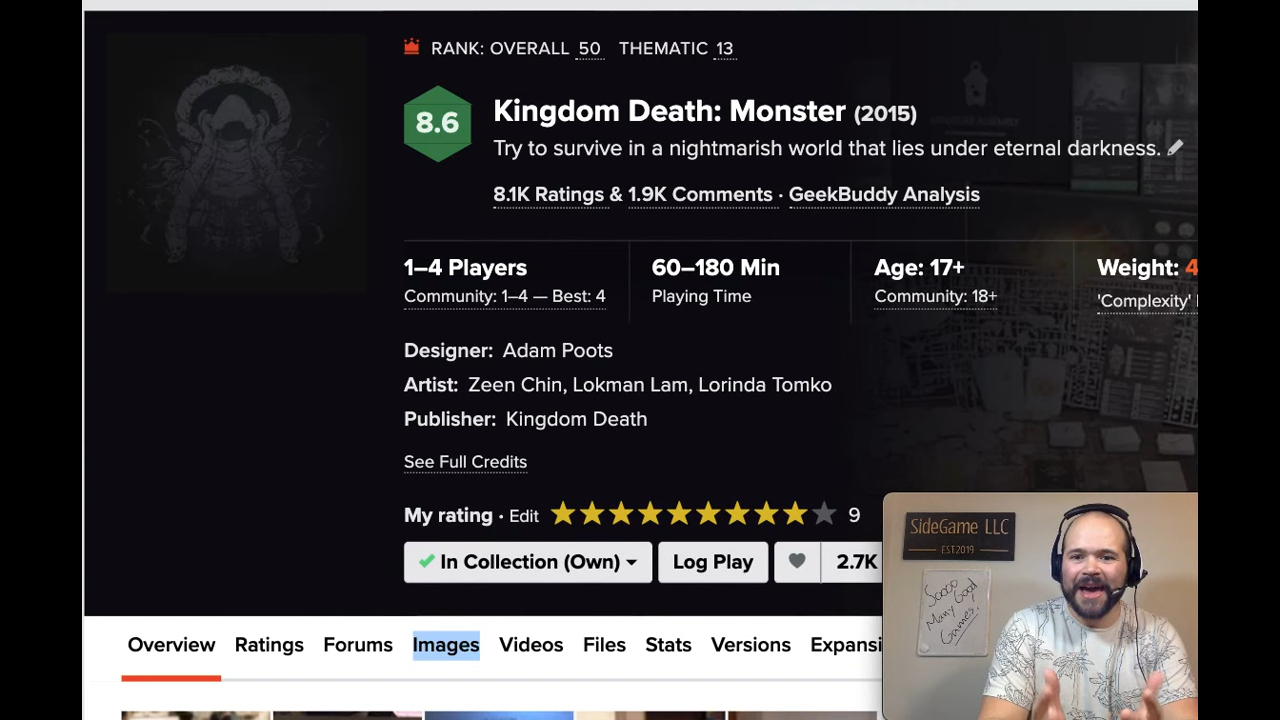 RANK: OVERALL 50 THEMATIC 13
8.6
Kingdom Death: Monster (2015)
Try to survive in a nightmarish world that lies under eternal darkness.
8.1K Ratings & 1.9K Comments · GeekBuddy Analysis
1–4 Players
Community: 1–4 — Best: 4
60–180 Min
Playing Time
Age: 17+
Community: 18+
Weight: 4
'Complexity'
Designer: Adam Poots
Artist: Zeen Chin, Lokman Lam, Lorinda Tomko
Publisher: Kingdom Death
See Full Credits
My rating · Edit 9
In Collection (Own) Log Play 2.7K
Overview Ratings Forums Images Videos Files Stats Versions Expansi
SideGame LLC
EST.2019
Soooo
Many Good
Games!